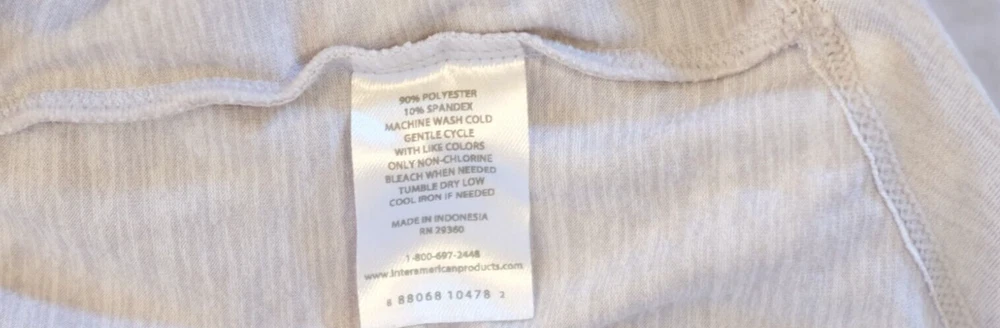 90% POLYESTER
10% SPANDEX
MACHINE WASH COLD
GENTLE CYCLE
WITH LIKE COLORS
ONLY NON-CHLORINE
BLEACH WHEN NEEDED
TUMBLE DRY LOW
COOL IRON IF NEEDED
MADE IN INDONESIA
RN 29360
1-800-697-2448
www.interamericanproducts.com
8 88068 10478 2